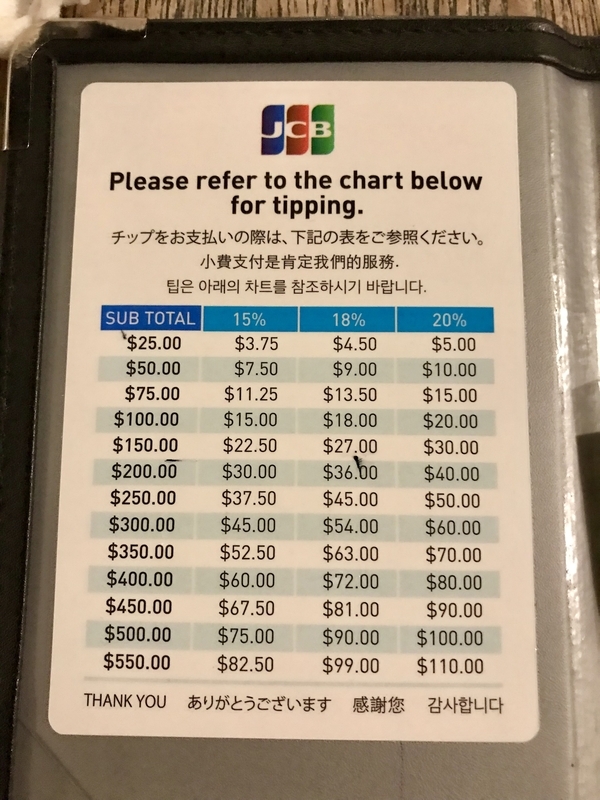 JCB
Please refer to the chart below
for tipping.
チップをお支払いの際は、下記の表をご参照ください。
小費支付是肯定我們的服務.
팁은 아래의 차트를 참조하시기 바랍니다.
SUB TOTAL 15% 18% 20%
$25.00 $3.75 $4.50 $5.00
$50.00 $7.50 $9.00 $10.00
$75.00 $11.25 $13.50 $15.00
$100.00 $15.00 $18.00 $20.00
$150.00 $22.50 $27.00 $30.00
$200.00 $30.00 $36.00 $40.00
$250.00 $37.50 $45.00 $50.00
$300.00 $45.00 $54.00 $60.00
$350.00 $52.50 $63.00 $70.00
$400.00 $60.00 $72.00 $80.00
$450.00 $67.50 $81.00 $90.00
$500.00 $75.00 $90.00 $100.00
$550.00 $82.50 $99.00 $110.00
THANK YOU ありがとうございます 感謝您 감사합니다